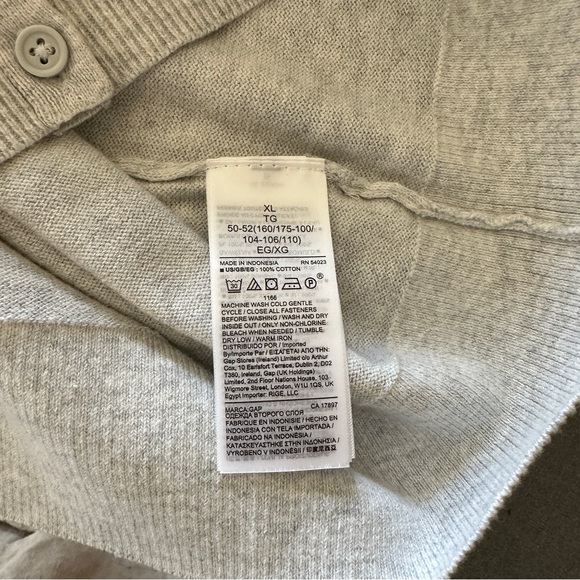 XL
TG
50-52(160/175-100/
104-106/110)
EG/XG
MADE IN INDONESIA RN 54023
■ US/GB/EG : 100% COTTON
30 P ®
1166
MACHINE WASH COLD GENTLE
CYCLE / CLOSE ALL FASTENERS
BEFORE WASHING / WASH AND DRY
INSIDE OUT / ONLY NON-CHLORINE
BLEACH WHEN NEEDED / TUMBLE
DRY LOW / WARM IRON
DISTRIBUIDO POR / Imported
By/Importe Par / ΕΙΣΑΓΕΤΑΙ ΑΠΟ ΤΗΝ:
Gap Stores (Ireland) Limited c/o Arthur
Cox, 10 Earlsfort Terrace, Dublin 2, D02
T380, Ireland, Gap (UK Holdings)
Limited, 2nd Floor Nations House, 103
Wigmore Street, London, W1U 1QS, UK
Egypt Importer: RIGE, LLC
MARCA:GAP CA 17897
ОДЕЖДА ВТОРОГО СЛОЯ
FABRIQUE EN INDONISIE / HECHO EN
INDONESIA CON TELA IMPORTADA /
FABRICADO NA INDONÉSIA /
ΚΑΤΑΣΚΕΥΑΣΤΗΚΕ ΣΤΗΝ ΙΝΔΟΝΗΣΙΑ /
VYROBENO V INDONÉSII / 印度尼西亚